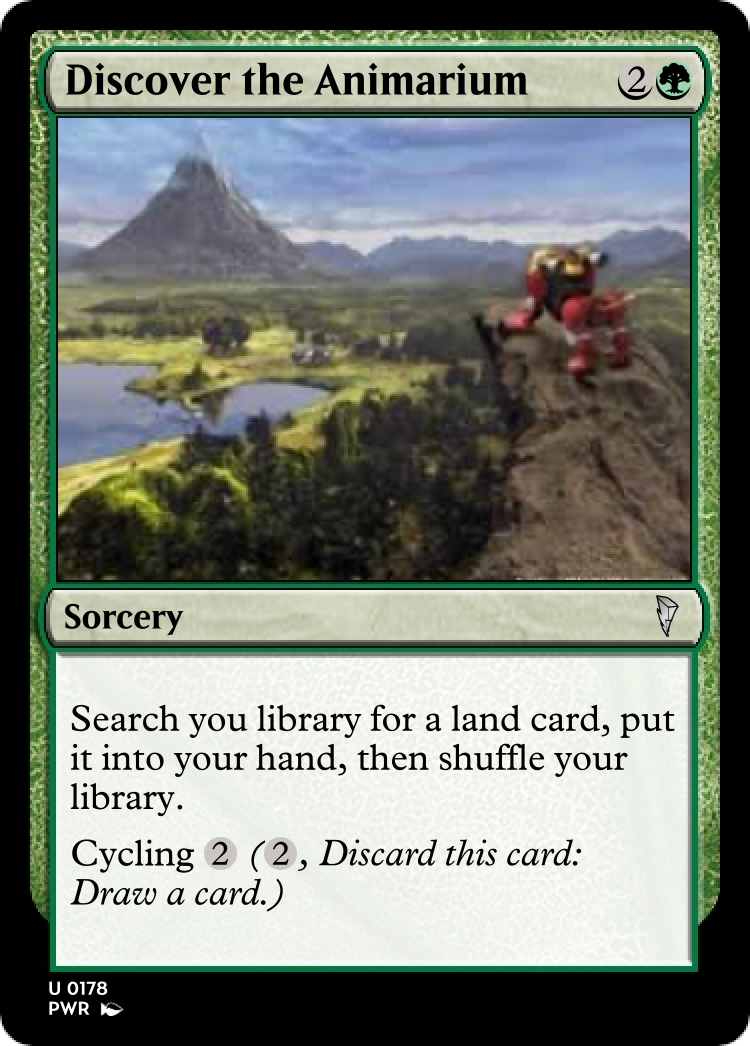 Discover the Animarium 2
Sorcery
Search you library for a land card, put
it into your hand, then shuffle your
library.
Cycling 2 (2, Discard this card:
Draw a card.)
U 0178
PWR